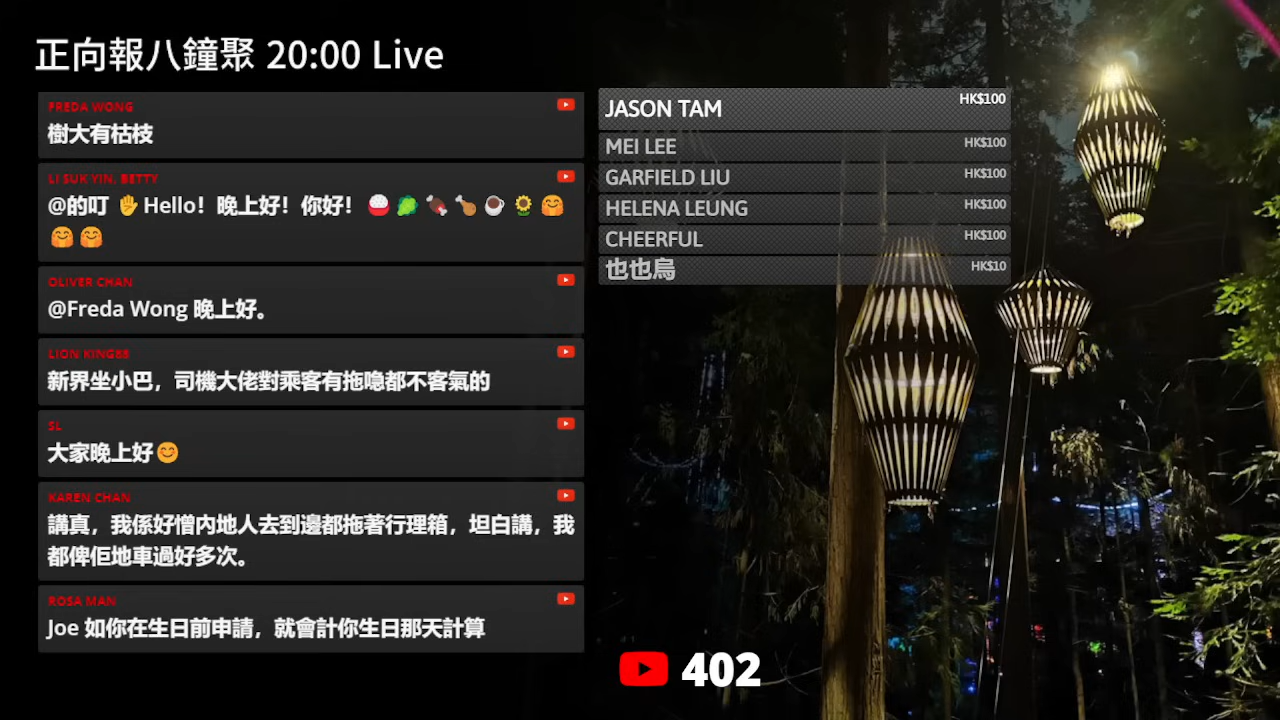 正向報八鐘聚 20:00 Live
FREDA WONG
樹大有枯枝
LI SUK YIN, BETTY
@的叮 ✋Hello！晚上好！你好！🍚🥬🍖🍗☕🌻🤗
🤗🤗
OLIVER CHAN
@Freda Wong 晚上好。
LION KING88
新界坐小巴，司機大佬對乘客有拖喼都不客氣的
SL
大家晚上好😊
KAREN CHAN
講真，我係好憎內地人去到邊都拖著行理箱，坦白講，我
都俾佢地車過好多次。
ROSA MAN
Joe 如你在生日前申請，就會計你生日那天計算
JASON TAM HK$100
MEI LEE HK$100
GARFIELD LIU HK$100
HELENA LEUNG HK$100
CHEERFUL HK$100
也也烏 HK$10
402